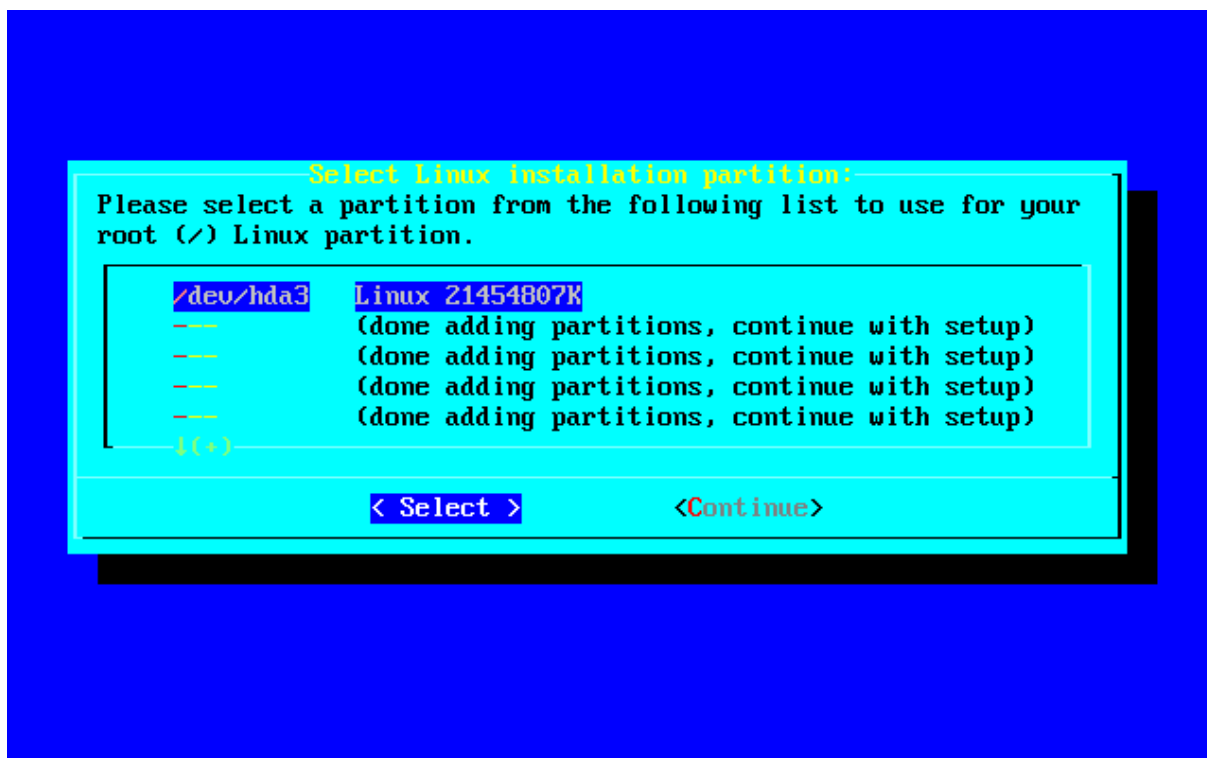 Select Linux installation partition:
Please select a partition from the following list to use for your
root (/) Linux partition.
/dev/hda3 Linux 21454807K
--- (done adding partitions, continue with setup)
--- (done adding partitions, continue with setup)
--- (done adding partitions, continue with setup)
--- (done adding partitions, continue with setup)
↓(+)
< Select > <Continue>